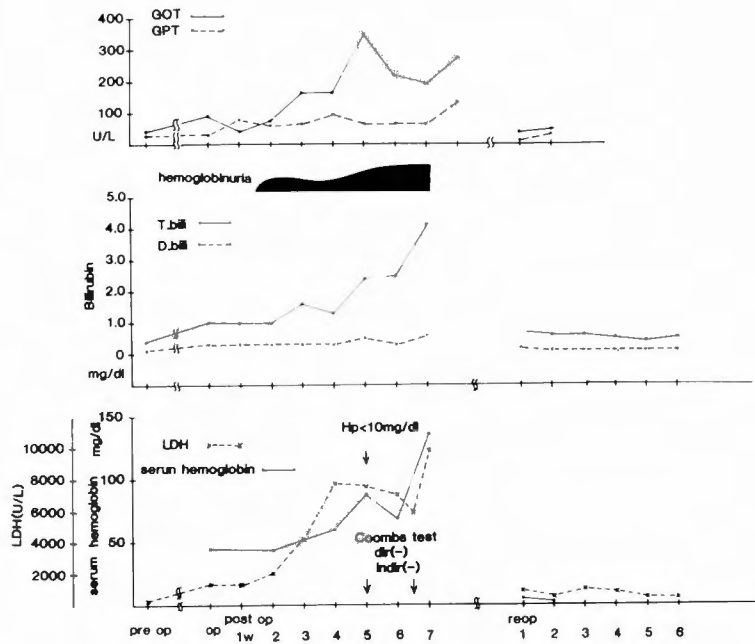 400
GOT
GPT
300
200
100
U/L
hemoglobinuria
5.0
T.bili
4.0
D.bili
3.0
Bilirubin
2.0
1.0
0
mg/dl
150
mg/dl
LDH
Hp<10mg/dl
10000
serun hemoglobin
8000
100
LDH(U/L)
serum hemoglobin
6000
Coombs test
dir(-)
indir(-)
4000
50
2000
pre op
op
post op
1w
2
3
4
5
6
7
reop
1
2
3
4
5
6